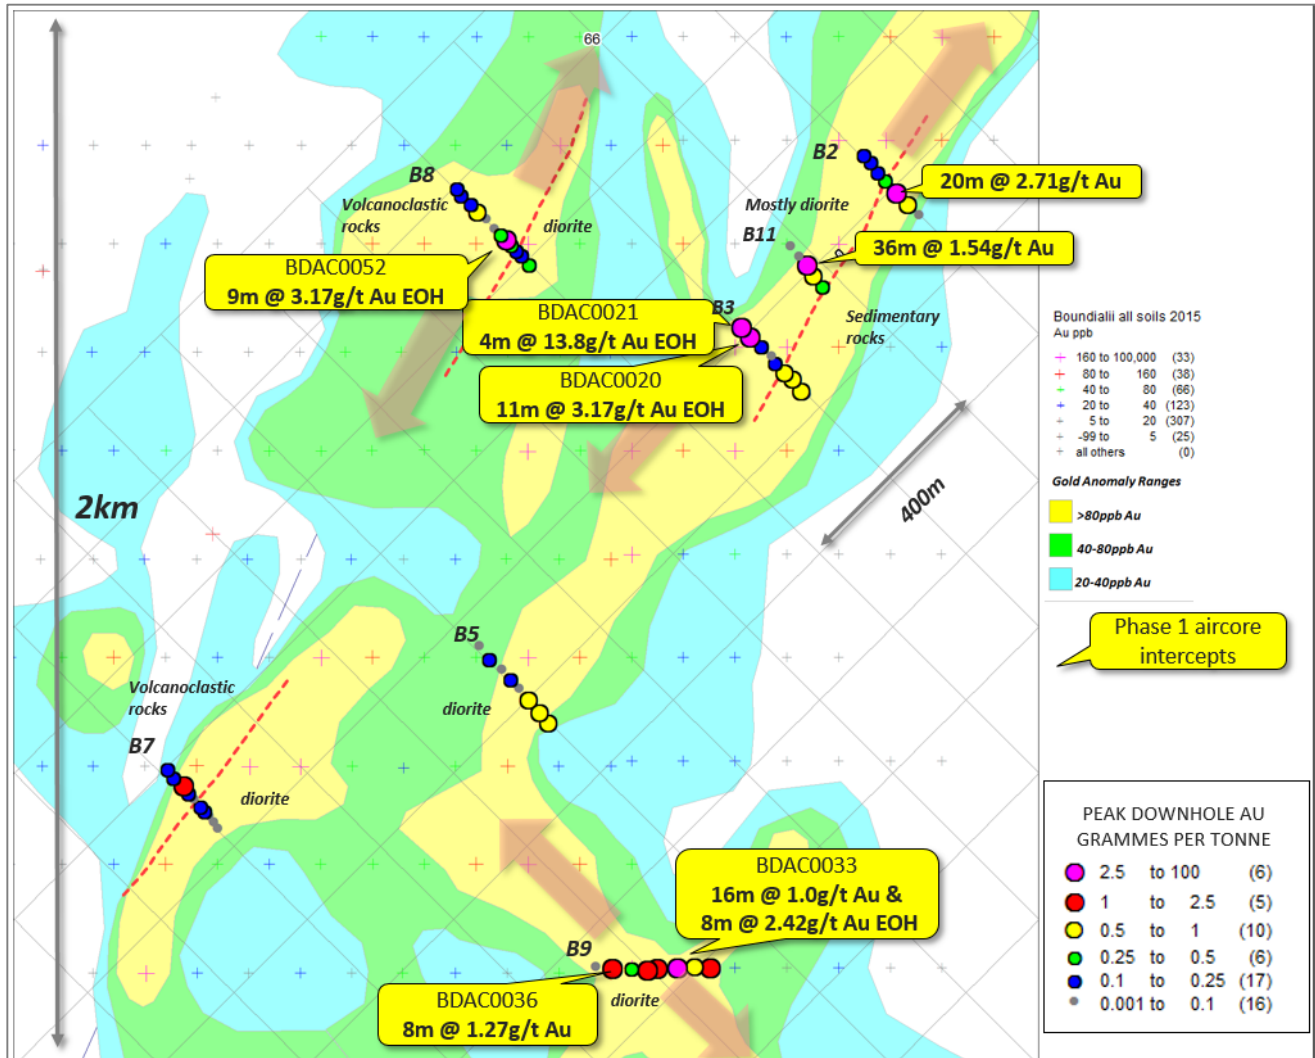 66
B2
20m @ 2.71g/t Au
B8
Volcanoclastic
rocks
diorite
Mostly diorite
B11
36m @ 1.54g/t Au
BDAC0052
9m @ 3.17g/t Au EOH
BDAC0021
4m @ 13.8g/t Au EOH
B3
Sedimentary
rocks
BDAC0020
11m @ 3.17g/t Au EOH
2km
400m
Boundialii all soils 2015
Au ppb
160 to 100,000 (33)
80 to 160 (38)
40 to 80 (66)
20 to 40 (123)
5 to 20 (307)
-99 to 5 (25)
all others (0)
Gold Anomaly Ranges
>80ppb Au
40-80ppb Au
20-40ppb Au
Phase 1 aircore
intercepts
B5
diorite
Volcanoclastic
rocks
B7
diorite
BDAC0033
16m @ 1.0g/t Au &
8m @ 2.42g/t Au EOH
B9
diorite
BDAC0036
8m @ 1.27g/t Au
PEAK DOWNHOLE AU
GRAMMES PER TONNE
2.5 to 100 (6)
1 to 2.5 (5)
0.5 to 1 (10)
0.25 to 0.5 (6)
0.1 to 0.25 (17)
0.001 to 0.1 (16)